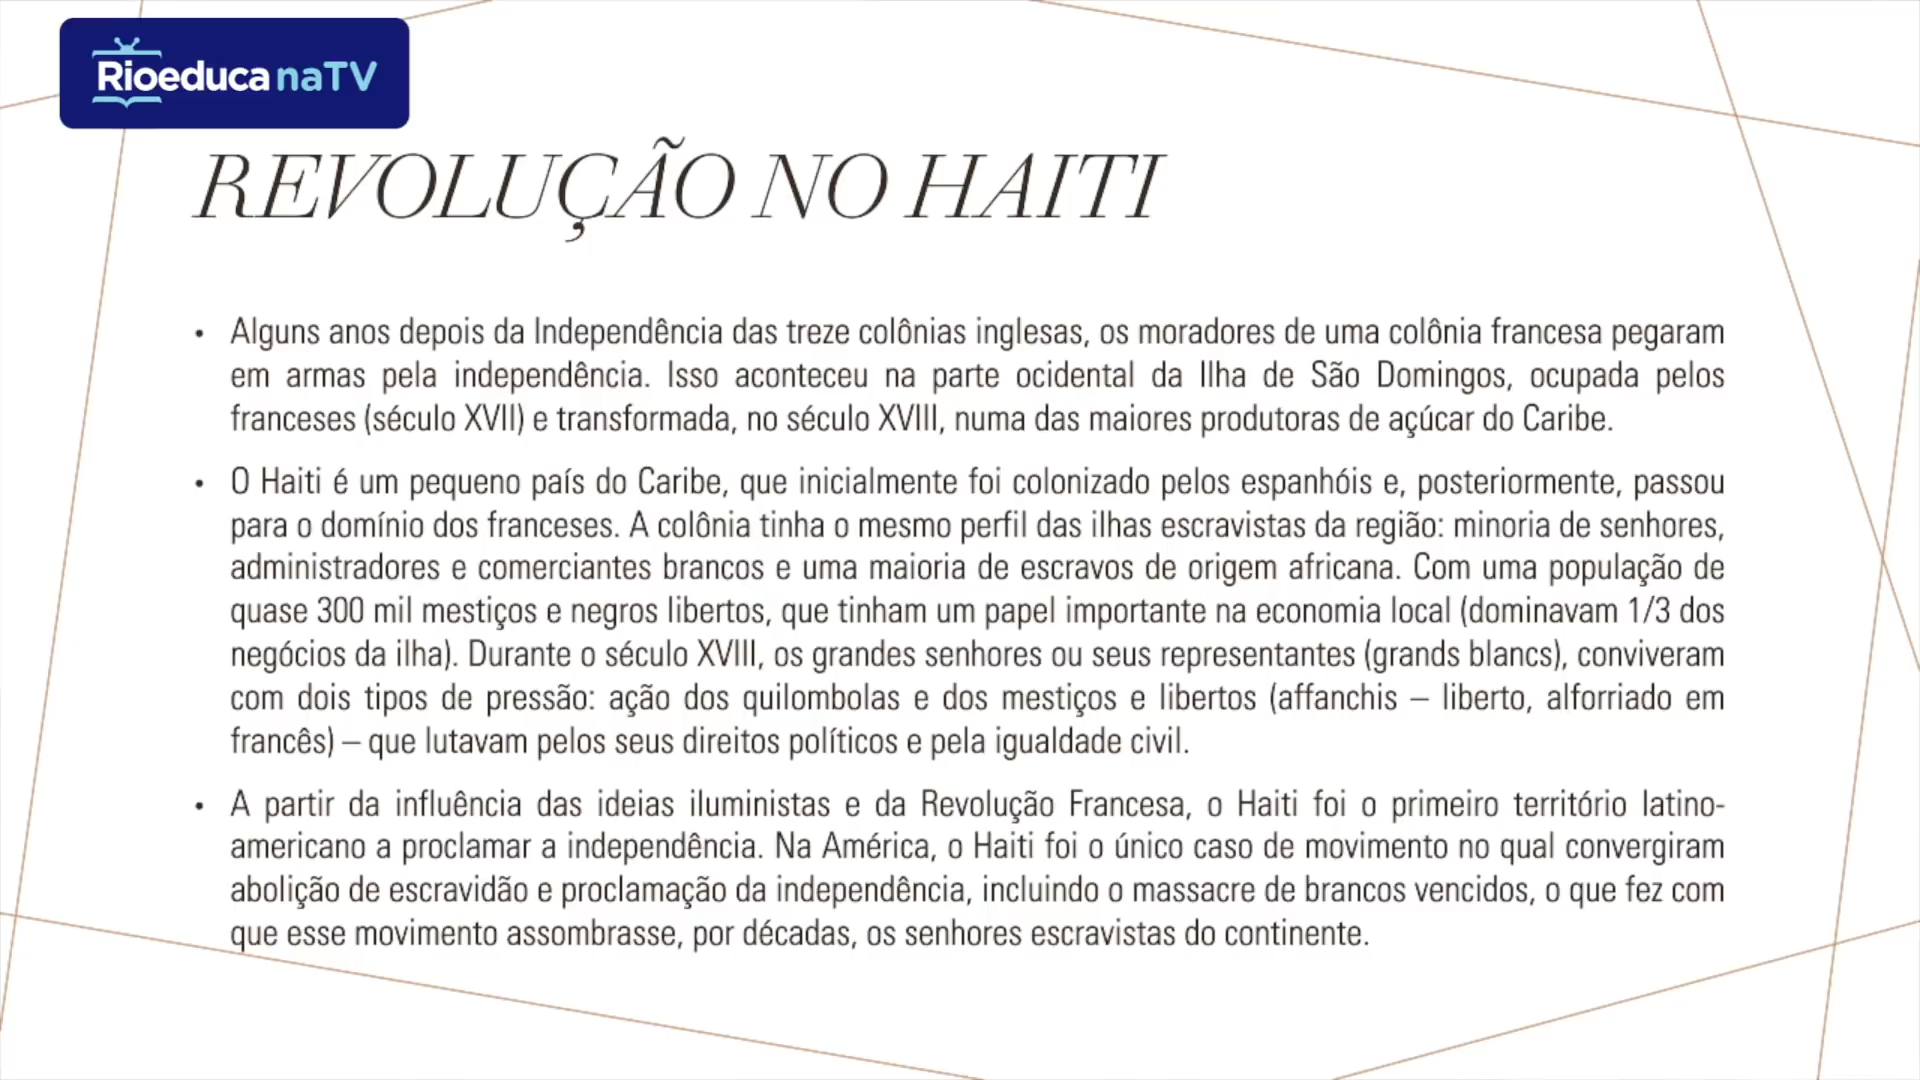 Rioeduca naTV
REVOLUÇÃO NO HAITI
• Alguns anos depois da Independência das treze colônias inglesas, os moradores de uma colônia francesa pegaram
em armas pela independência. Isso aconteceu na parte ocidental da Ilha de São Domingos, ocupada pelos
franceses (século XVII) e transformada, no século XVIII, numa das maiores produtoras de açúcar do Caribe.
• O Haiti é um pequeno país do Caribe, que inicialmente foi colonizado pelos espanhóis e, posteriormente, passou
para o domínio dos franceses. A colônia tinha o mesmo perfil das ilhas escravistas da região: minoria de senhores,
administradores e comerciantes brancos e uma maioria de escravos de origem africana. Com uma população de
quase 300 mil mestiços e negros libertos, que tinham um papel importante na economia local (dominavam 1/3 dos
negócios da ilha). Durante o século XVIII, os grandes senhores ou seus representantes (grands blancs), conviveram
com dois tipos de pressão: ação dos quilombolas e dos mestiços e libertos (affanchis – liberto, alforriado em
francês) – que lutavam pelos seus direitos políticos e pela igualdade civil.
• A partir da influência das ideias iluministas e da Revolução Francesa, o Haiti foi o primeiro território latino-
americano a proclamar a independência. Na América, o Haiti foi o único caso de movimento no qual convergiram
abolição de escravidão e proclamação da independência, incluindo o massacre de brancos vencidos, o que fez com
que esse movimento assombrasse, por décadas, os senhores escravistas do continente.